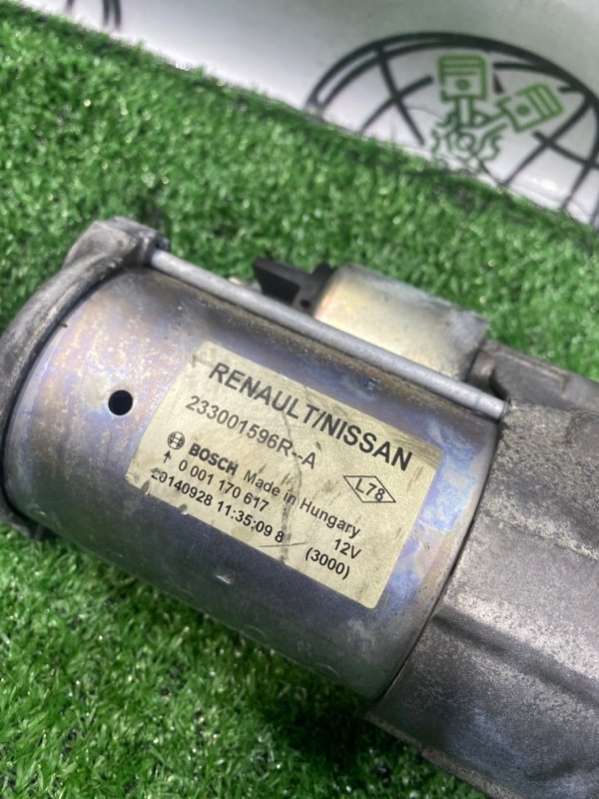 RENAULT/NISSAN
233001596R--A
BOSCH Made in Hungary
L78
0 001 170 617
12V
20140928 11:35:09 8
(3000)